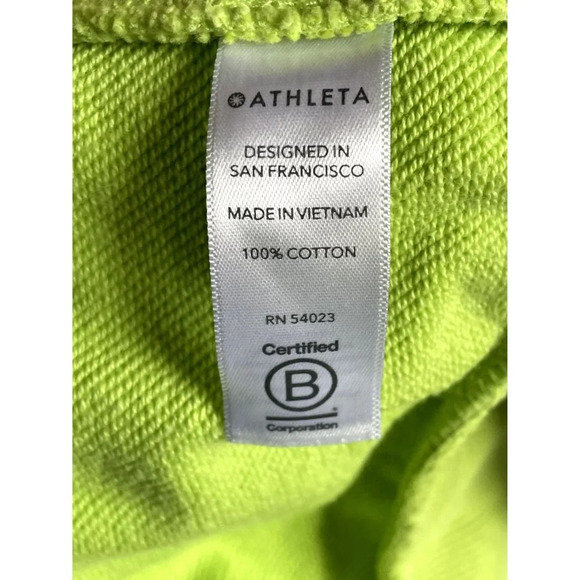 ATHLETA
DESIGNED IN
SAN FRANCISCO
MADE IN VIETNAM
100% COTTON
RN 54023
Certified
B
Corporation